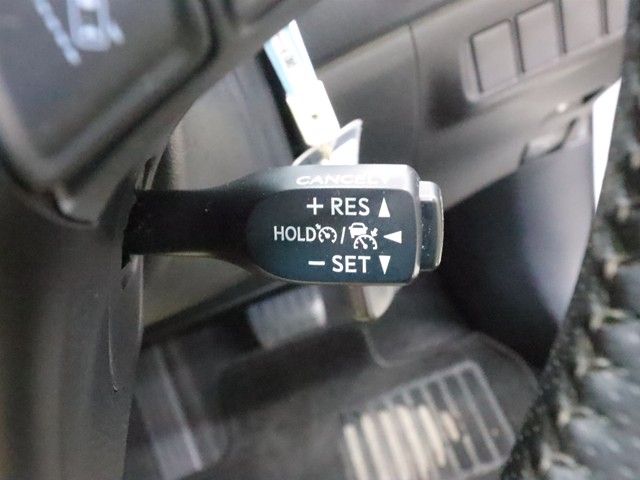 CANCEL
+ RES
HOLD /
− SET